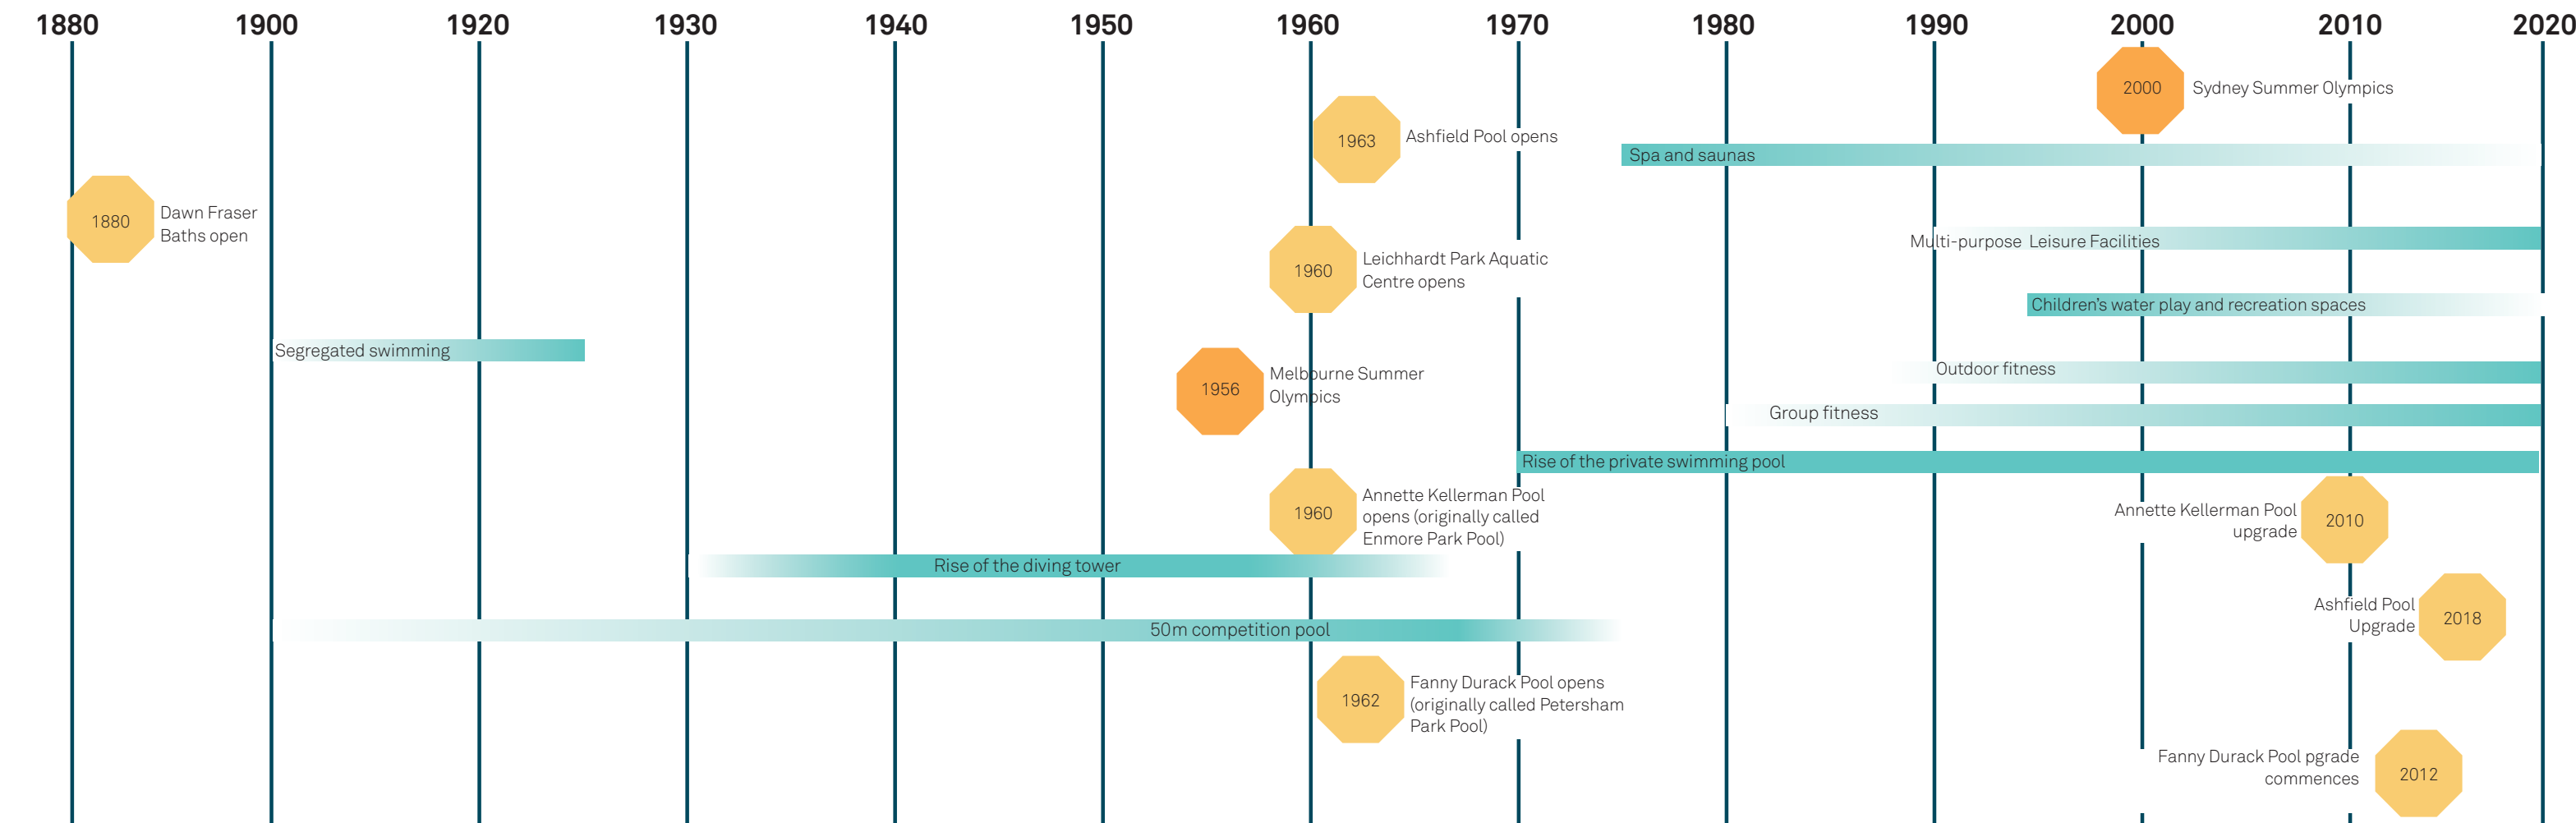 1880 1900 1920 1930 1940 1950 1960 1970 1980 1990 2000 2010 2020
2000 Sydney Summer Olympics
1963 Ashfield Pool opens
Spa and saunas
1880 Dawn Fraser
Baths open
Multi-purpose Leisure Facilities
1960 Leichhardt Park Aquatic
Centre opens
Children's water play and recreation spaces
Segregated swimming
Outdoor fitness
1956 Melbourne Summer
Olympics
Group fitness
Rise of the private swimming pool
1960 Annette Kellerman Pool
opens (originally called
Enmore Park Pool)
Annette Kellerman Pool
upgrade
2010
Rise of the diving tower
Ashfield Pool
Upgrade
2018
50m competition pool
1962 Fanny Durack Pool opens
(originally called Petersham
Park Pool)
Fanny Durack Pool pgrade
commences
2012